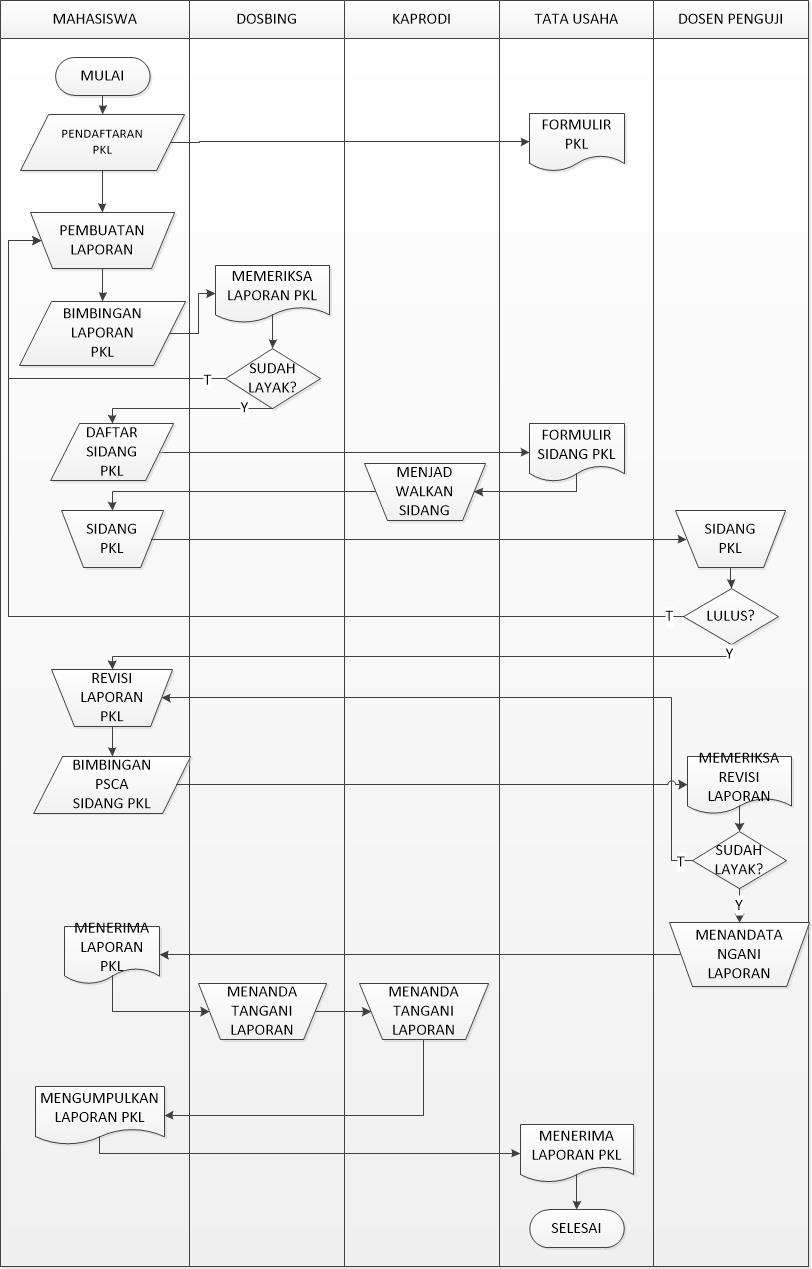 MAHASISWA
DOSBING
KAPRODI
TATA USAHA
DOSEN PENGUJI
MULAI
PENDAFTARAN
PKL
FORMULIR
PKL
PEMBUATAN
LAPORAN
MEMERIKSA
LAPORAN PKL
BIMBINGAN
LAPORAN
PKL
SUDAH
LAYAK?
T
Y
DAFTAR
SIDANG
PKL
FORMULIR
SIDANG PKL
MENJAD
WALKAN
SIDANG
SIDANG
PKL
SIDANG
PKL
LULUS?
T
Y
REVISI
LAPORAN
PKL
BIMBINGAN
PSCA
SIDANG PKL
MEMERIKSA
REVISI
LAPORAN
SUDAH
LAYAK?
T
Y
MENANDATA
NGANI
LAPORAN
MENERIMA
LAPORAN
PKL
MENANDA
TANGANI
LAPORAN
MENANDA
TANGANI
LAPORAN
MENGUMPULKAN
LAPORAN PKL
MENERIMA
LAPORAN PKL
SELESAI